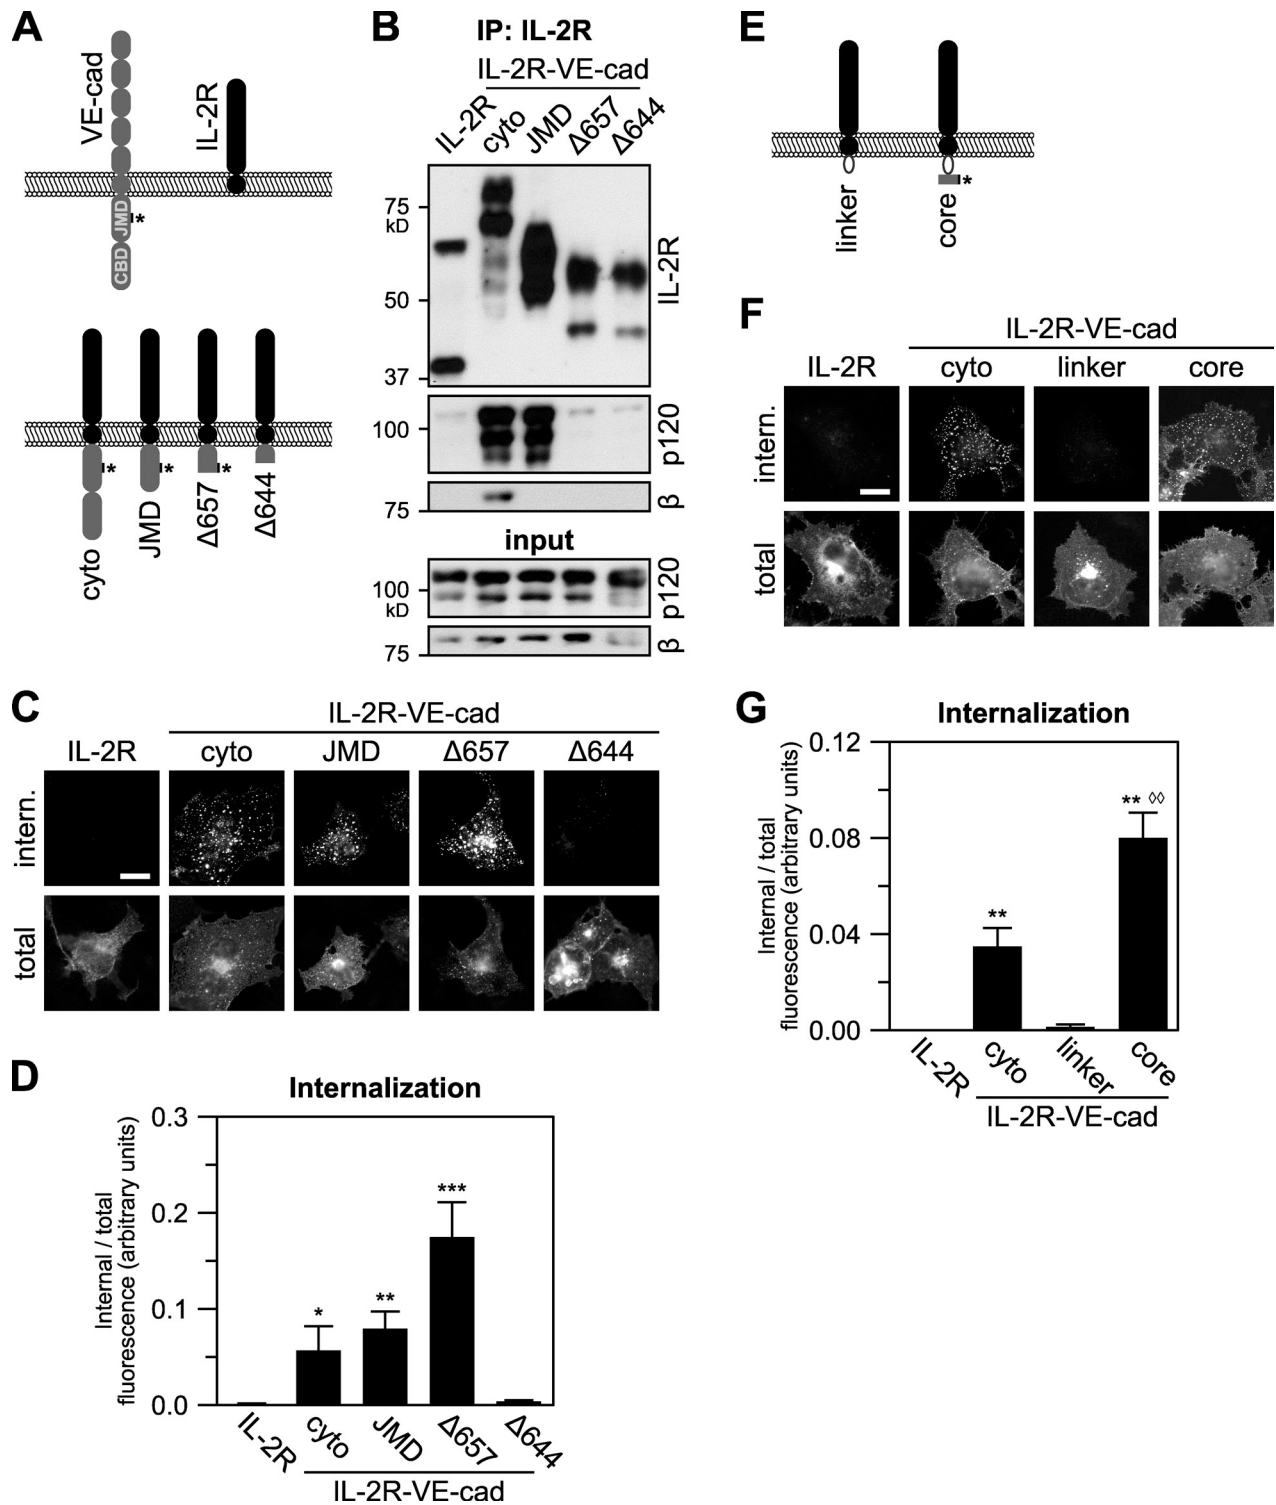 A
VE-cad
JMD
CBD
*
IL-2R
* * *
cyto
JMD
Δ657
Δ644
B
IP: IL-2R
IL-2R-VE-cad
IL-2R
cyto
JMD
Δ657
Δ644
75
kD
50
37
IL-2R
100
p120
75
β
input
100
kD
p120
75
β
C
IL-2R-VE-cad
IL-2R cyto JMD Δ657 Δ644
intern.
total
D
Internalization
Internal / total
fluorescence (arbitrary units)
0.3
0.2
0.1
0.0
*
**
***
IL-2R
cyto
JMD
Δ657
Δ644
IL-2R-VE-cad
E
*
linker
core
F
IL-2R-VE-cad
IL-2R cyto linker core
intern.
total
G
Internalization
Internal / total
fluorescence (arbitrary units)
0.12
0.08
0.04
0.00
**
** ◊◊
IL-2R
cyto
linker
core
IL-2R-VE-cad